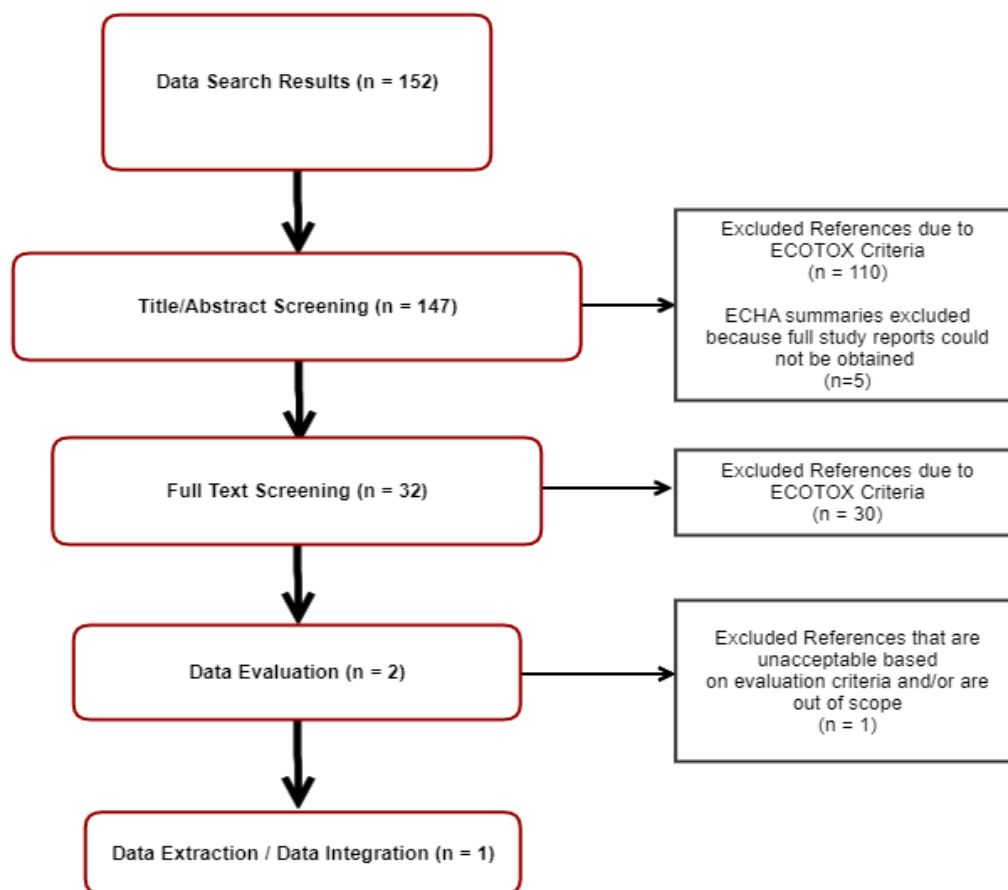 Data Search Results (n = 152)
Title/Abstract Screening (n = 147)
Excluded References due to
ECOTOX Criteria
(n = 110)
ECHA summaries excluded
because full study reports could
not be obtained
(n=5)
Full Text Screening (n = 32)
Excluded References due to
ECOTOX Criteria
(n = 30)
Data Evaluation (n = 2)
Excluded References that are
unacceptable based
on evaluation criteria and/or are
out of scope
(n = 1)
Data Extraction / Data Integration (n = 1)